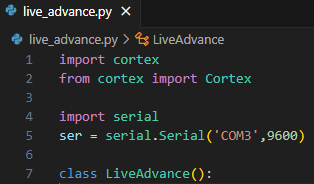 live_advance.py
live_advance.py > LiveAdvance
1 import cortex
2 from cortex import Cortex
3
4 import serial
5 ser = serial.Serial('COM3',9600)
6
7 class LiveAdvance():